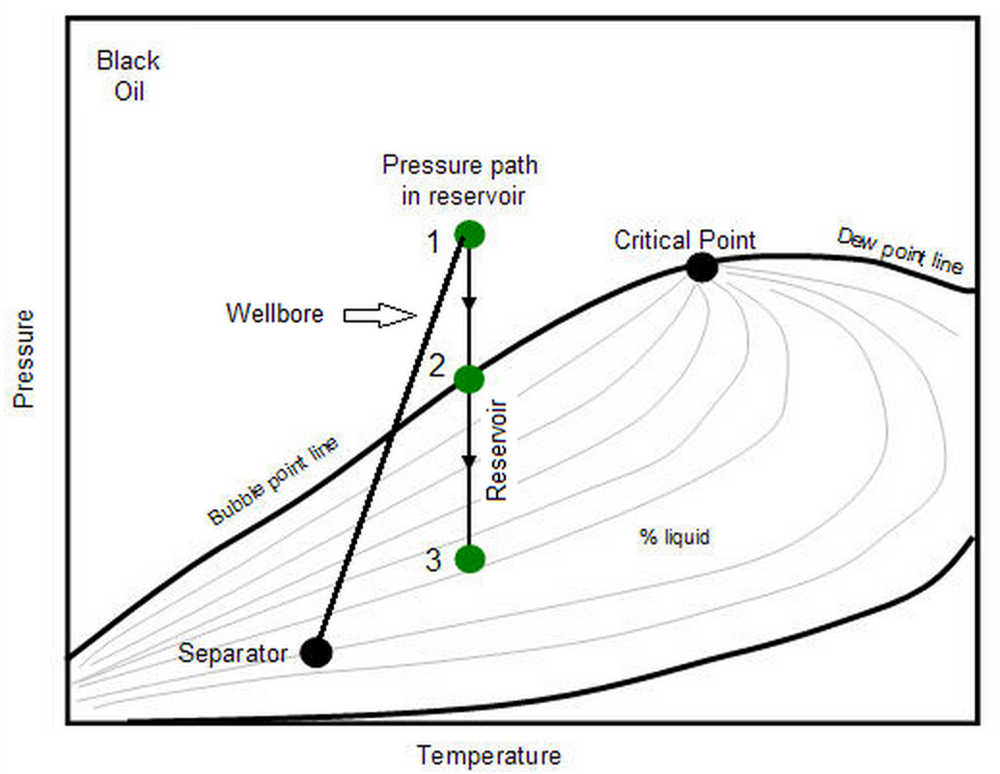 Black
Oil
Pressure path
in reservoir
1
Critical Point
Dew point line
Wellbore
2
Pressure
Reservoir
Bubble point line
% liquid
3
Separator
Temperature